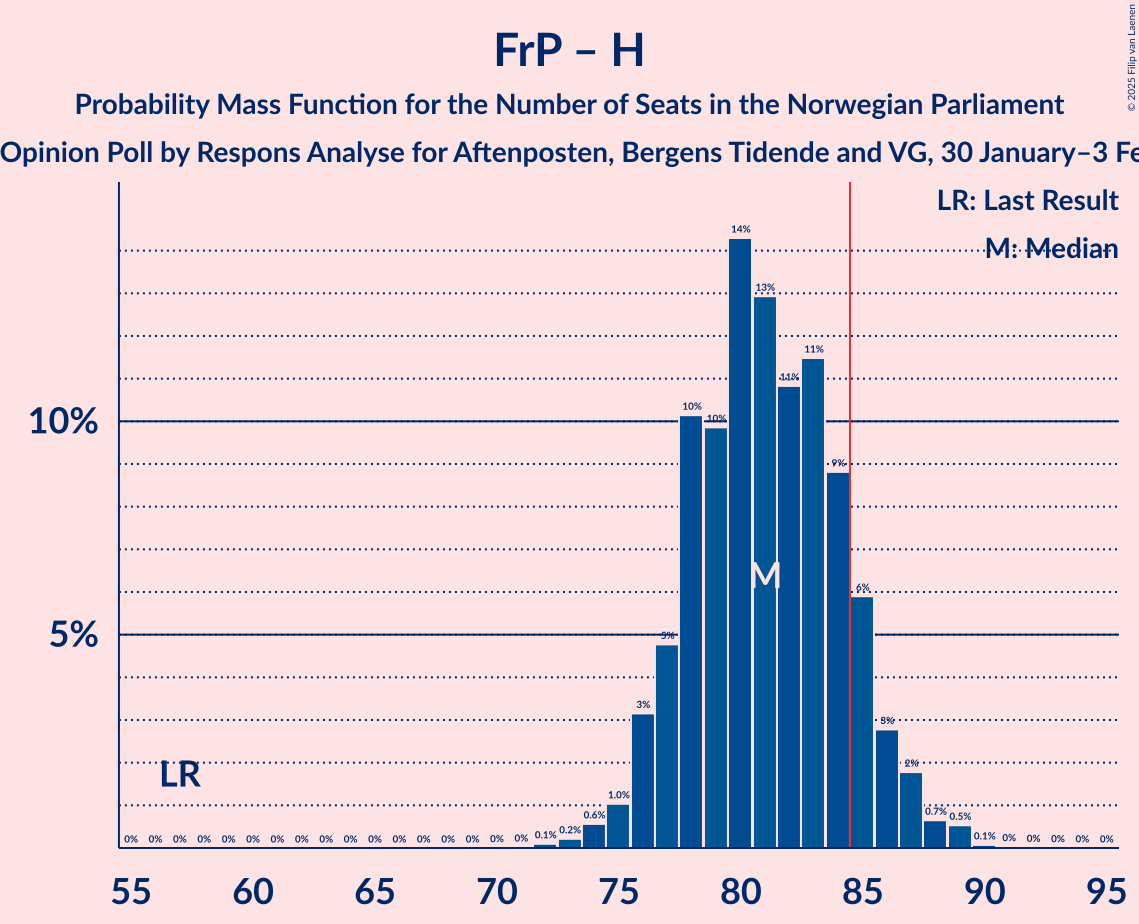 FrP – H
Probability Mass Function for the Number of Seats in the Norwegian Parliament
Opinion Poll by Respons Analyse for Aftenposten, Bergens Tidende and VG, 30 January–3 Fe
© 2025 Filip van Laenen
LR: Last Result
M: Median
10%
5%
14%
13%
11%
11%
10%
10%
9%
6%
5%
3%
3%
2%
1.0%
0.6%
0.7%
0.5%
0% 0% 0% 0% 0% 0% 0% 0% 0% 0% 0% 0% 0% 0% 0% 0% 0% 0.1% 0.2% 0.1% 0% 0% 0% 0% 0%
M
LR
55 60 65 70 75 80 85 90 95